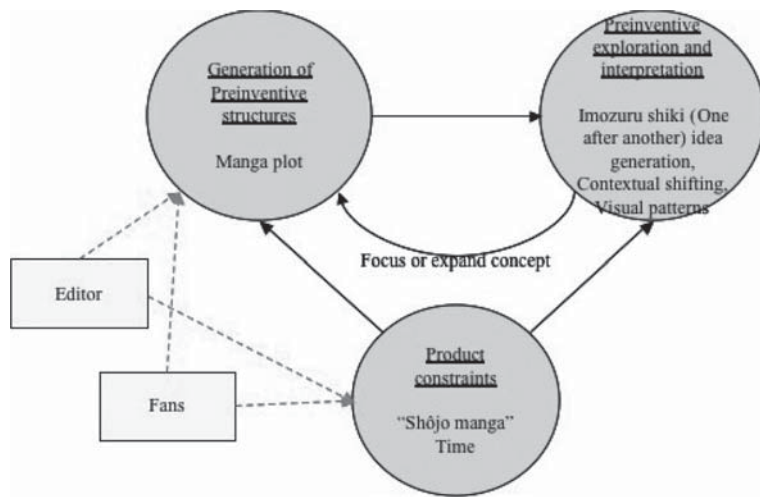 Generation of
Preinventive
structures
Manga plot
Preinventive
exploration and
interpretation
Imozuru shiki (One
after another) idea
generation,
Contextual shifting,
Visual patterns
Focus or expand concept
Editor
Fans
Product
constraints
“Shôjo manga”
Time